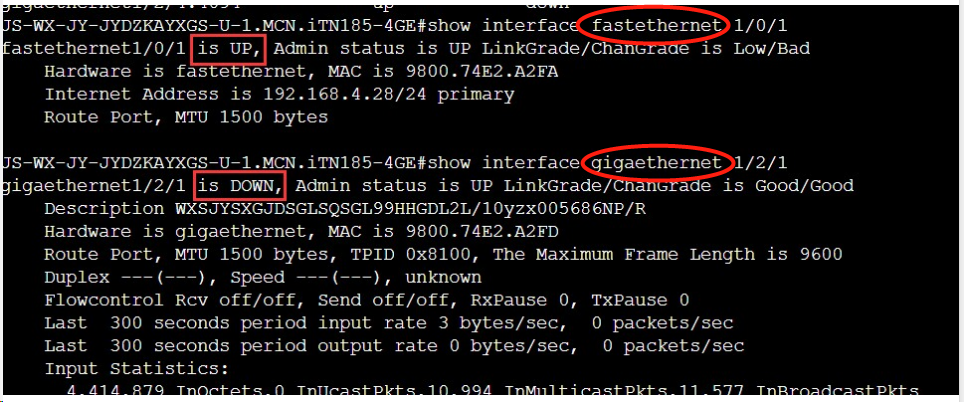 JS-WX-JY-JYDZKAYXGS-U-1.MCN.iTN185-4GE#show interface fastethernet 1/0/1
fastethernet1/0/1 is UP, Admin status is UP LinkGrade/ChanGrade is Low/Bad
Hardware is fastethernet, MAC is 9800.74E2.A2FA
Internet Address is 192.168.4.28/24 primary
Route Port, MTU 1500 bytes
JS-WX-JY-JYDZKAYXGS-U-1.MCN.iTN185-4GE#show interface gigaethernet 1/2/1
gigaethernet1/2/1 is DOWN, Admin status is UP LinkGrade/ChanGrade is Good/Good
Description WXSJYSXGJDSGLSQSGL99HHGDL2L/10yzx005686NP/R
Hardware is gigaethernet, MAC is 9800.74E2.A2FD
Route Port, MTU 1500 bytes, TPID 0x8100, The Maximum Frame Length is 9600
Duplex ---(---), Speed ---(---), unknown
Flowcontrol Rcv off/off, Send off/off, RxPause 0, TxPause 0
Last  300 seconds period input rate 3 bytes/sec,  0 packets/sec
Last  300 seconds period output rate 0 bytes/sec,  0 packets/sec
Input Statistics:
4,414,879 InOctets,0 InUcastPkts,10,994 InMulticastPkts,11,577 InBroadcastPkts